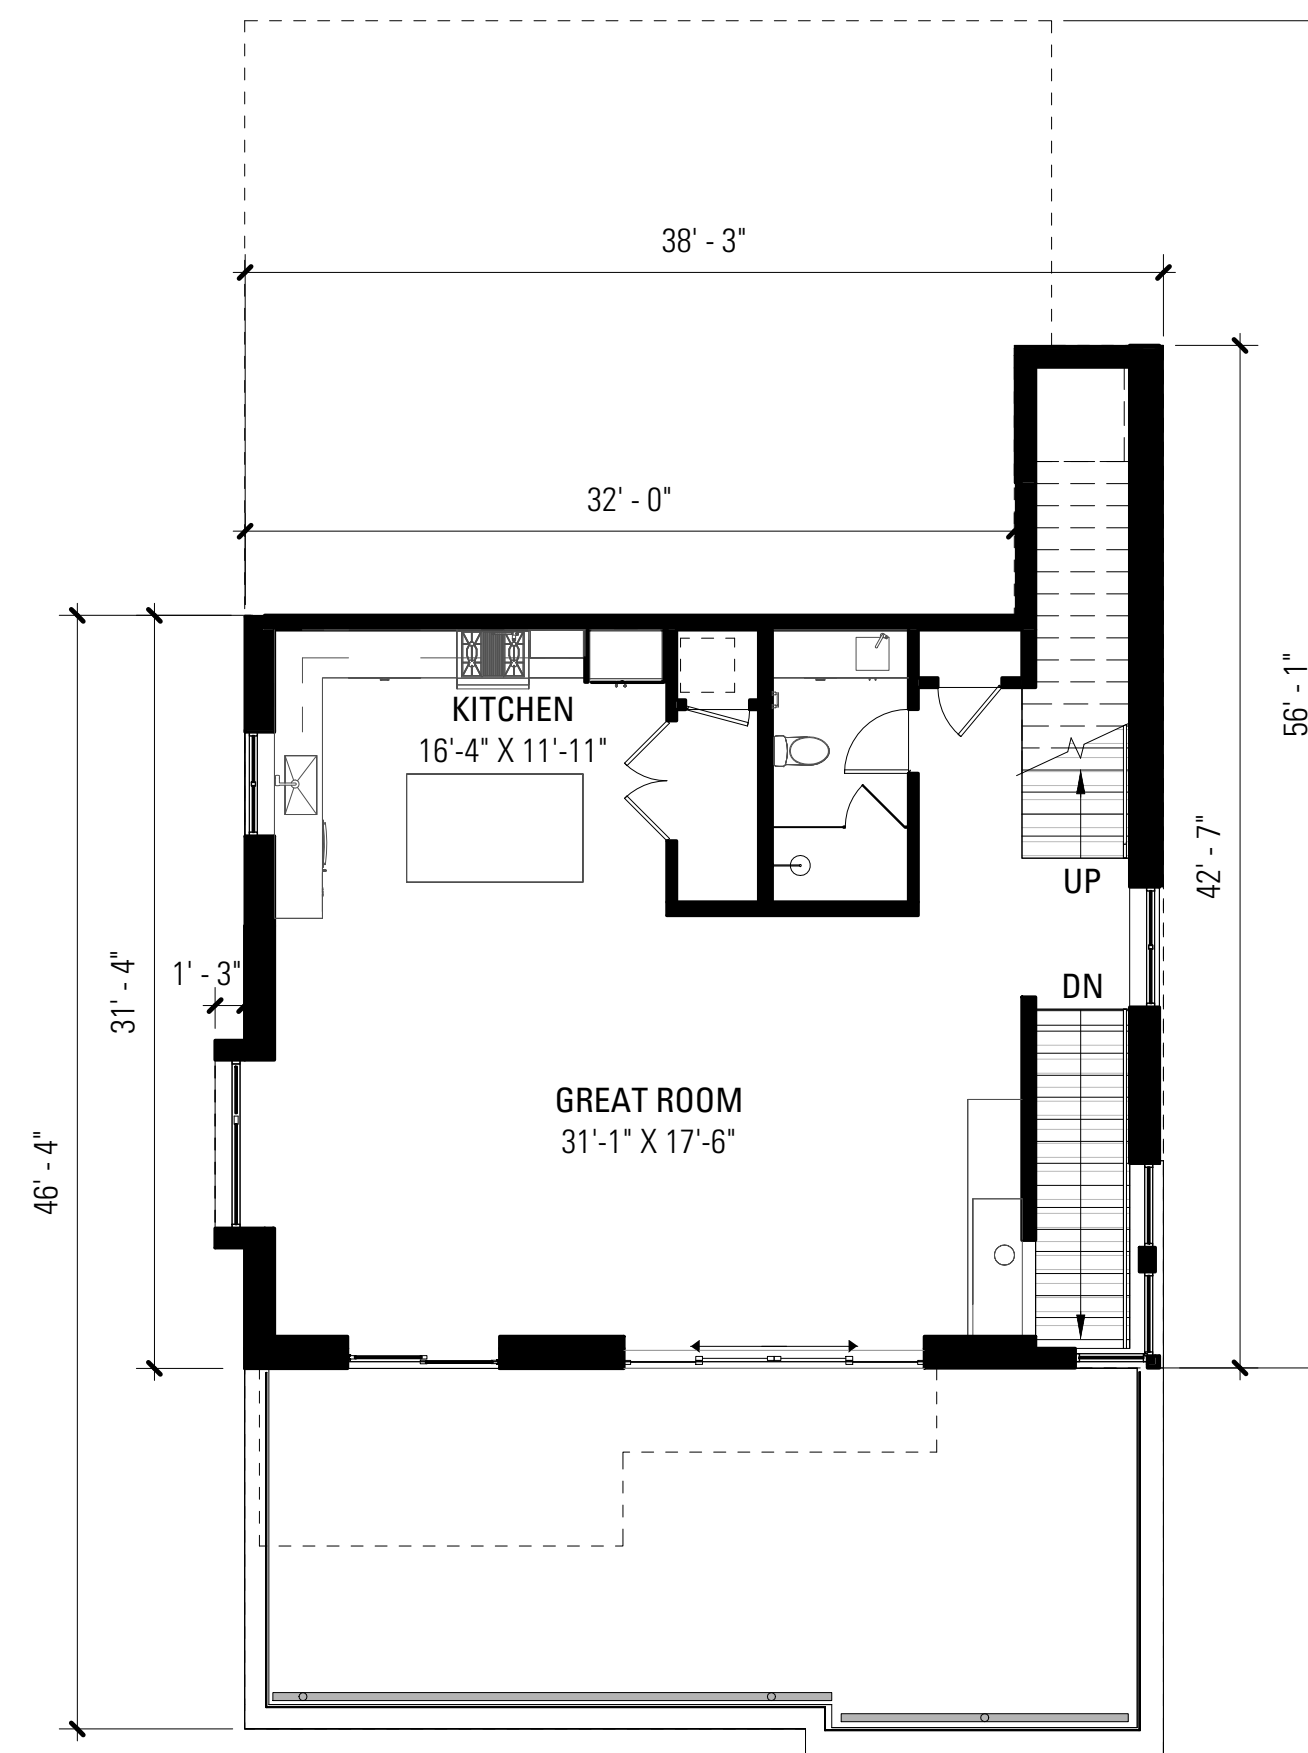 38' - 3"
32' - 0"
56' - 1"
KITCHEN
16'-4" X 11'-11"
42' - 7"
UP
1' - 3"
31' - 4"
DN
GREAT ROOM
31'-1" X 17'-6"
46' - 4"